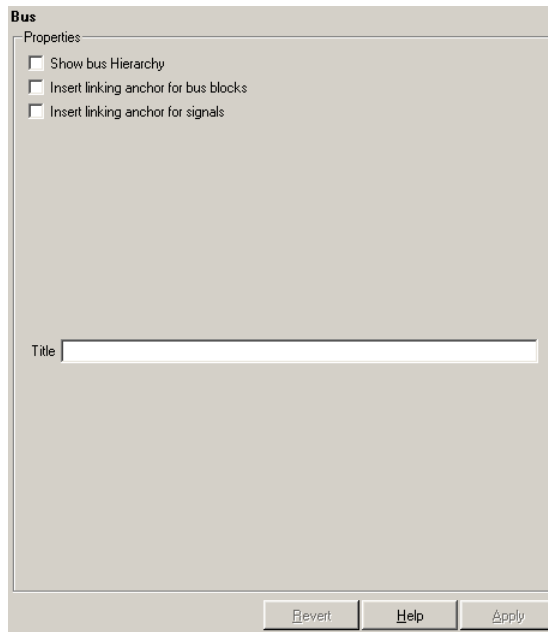 Bus
Properties
Show bus Hierarchy
Insert linking anchor for bus blocks
Insert linking anchor for signals
Title
Revert Help Apply